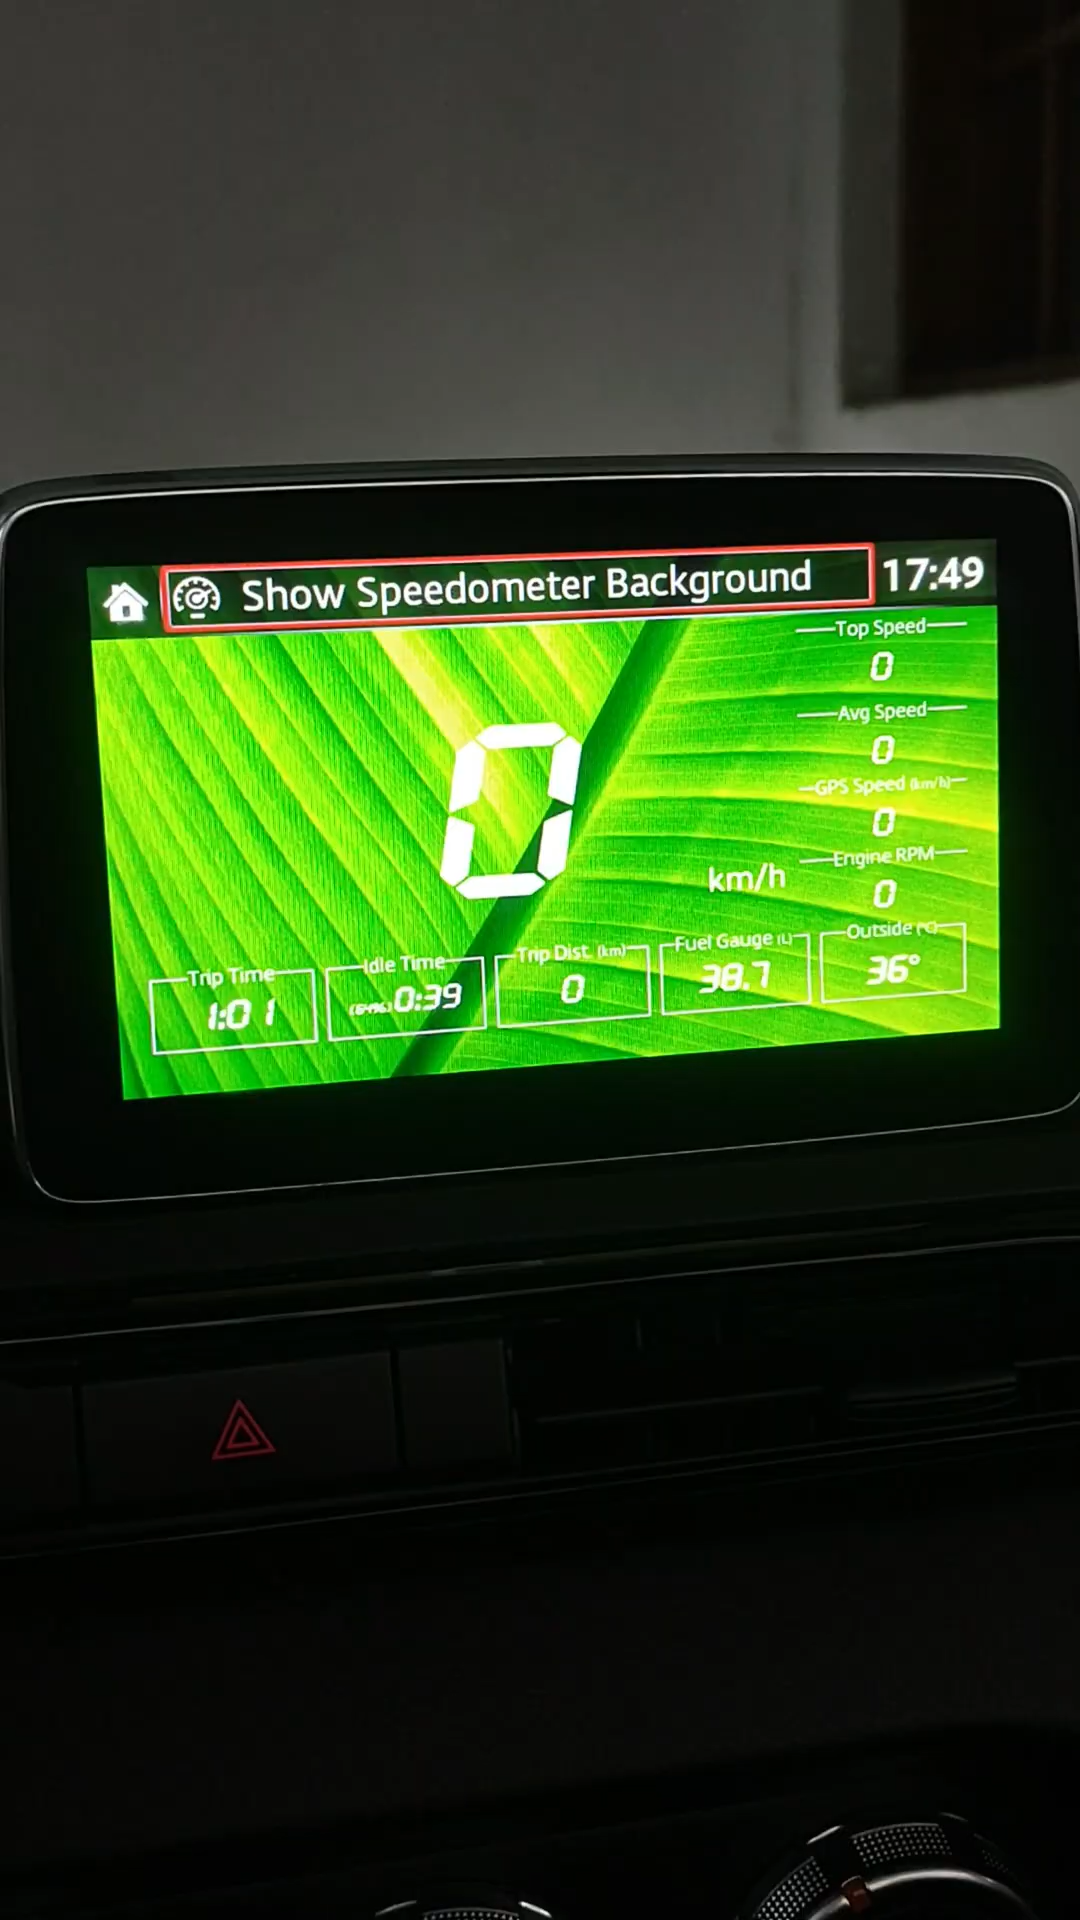 Show Speedometer Background 17:49
Top Speed
0
Avg Speed
0
GPS Speed (km/h)
0
Engine RPM
0
0
km/h
Trip Time
1:01
Idle Time
0:39
Trip Dist. (km)
0
Fuel Gauge (L)
38.7
Outside (°C)
36°